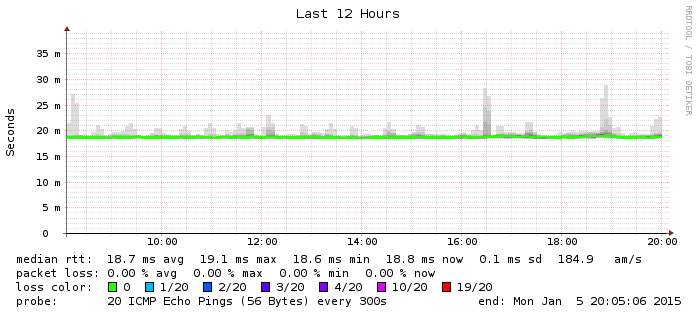 Last 12 Hours
RRDTOOL / TOBI OETIKER
Seconds
35 m
30 m
25 m
20 m
15 m
10 m
5 m
0
10:00 12:00 14:00 16:00 18:00 20:00
median rtt: 18.7 ms avg 19.1 ms max 18.6 ms min 18.8 ms now 0.1 ms sd 184.9 am/s
packet loss: 0.00 % avg 0.00 % max 0.00 % min 0.00 % now
loss color: 0 1/20 2/20 3/20 4/20 10/20 19/20
probe: 20 ICMP Echo Pings (56 Bytes) every 300s end: Mon Jan 5 20:05:06 2015